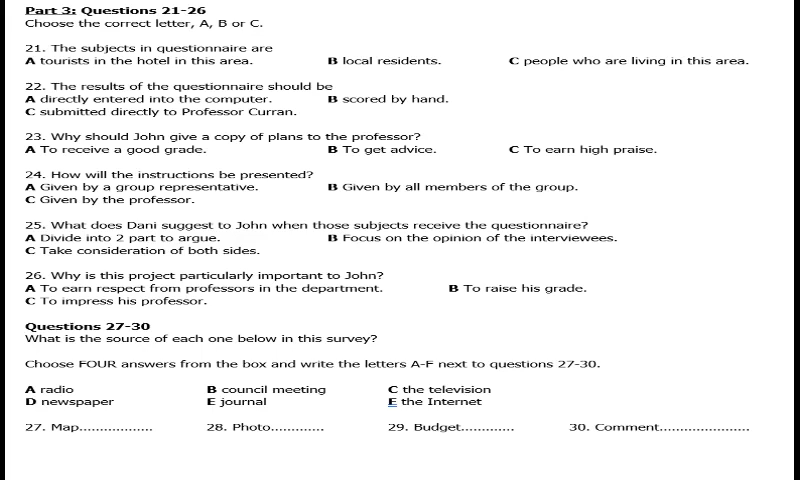 Part 3: Questions 21-26
Choose the correct letter, A, B or C.
21. The subjects in questionnaire are
A tourists in the hotel in this area. B local residents. C people who are living in this area.
22. The results of the questionnaire should be
A directly entered into the computer. B scored by hand.
C submitted directly to Professor Curran.
23. Why should John give a copy of plans to the professor?
A To receive a good grade. B To get advice. C To earn high praise.
24. How will the instructions be presented?
A Given by a group representative. B Given by all members of the group.
C Given by the professor.
25. What does Dani suggest to John when those subjects receive the questionnaire?
A Divide into 2 part to argue. B Focus on the opinion of the interviewees.
C Take consideration of both sides.
26. Why is this project particularly important to John?
A To earn respect from professors in the department. B To raise his grade.
C To impress his professor.
Questions 27-30
What is the source of each one below in this survey?
Choose FOUR answers from the box and write the letters A-F next to questions 27-30.
A radio B council meeting C the television
D newspaper E journal E the Internet
27. Map.................. 28. Photo............. 29. Budget............. 30. Comment......................